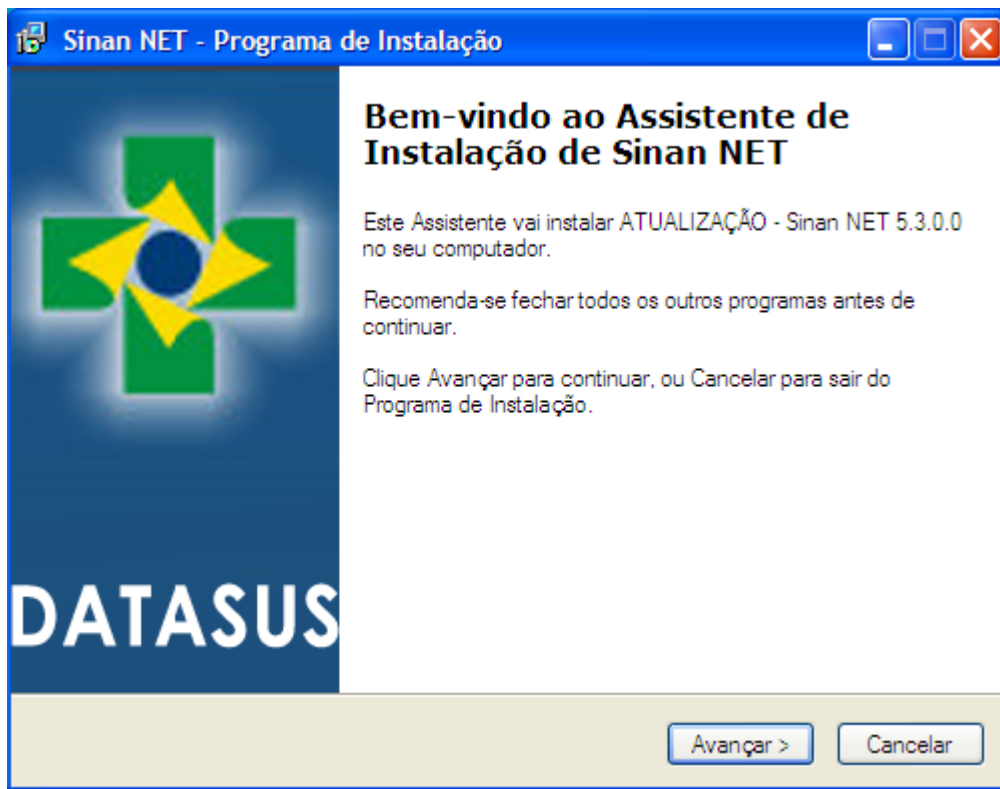 Sinan NET - Programa de Instalação
Bem-vindo ao Assistente de
Instalação de Sinan NET
Este Assistente vai instalar ATUALIZAÇÃO - Sinan NET 5.3.0.0
no seu computador.
Recomenda-se fechar todos os outros programas antes de
continuar.
Clique Avançar para continuar, ou Cancelar para sair do
Programa de Instalação.
DATASUS
Avançar >
Cancelar